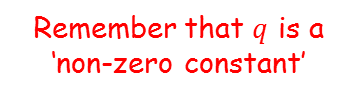 Remember that q is a
‘non-zero constant’